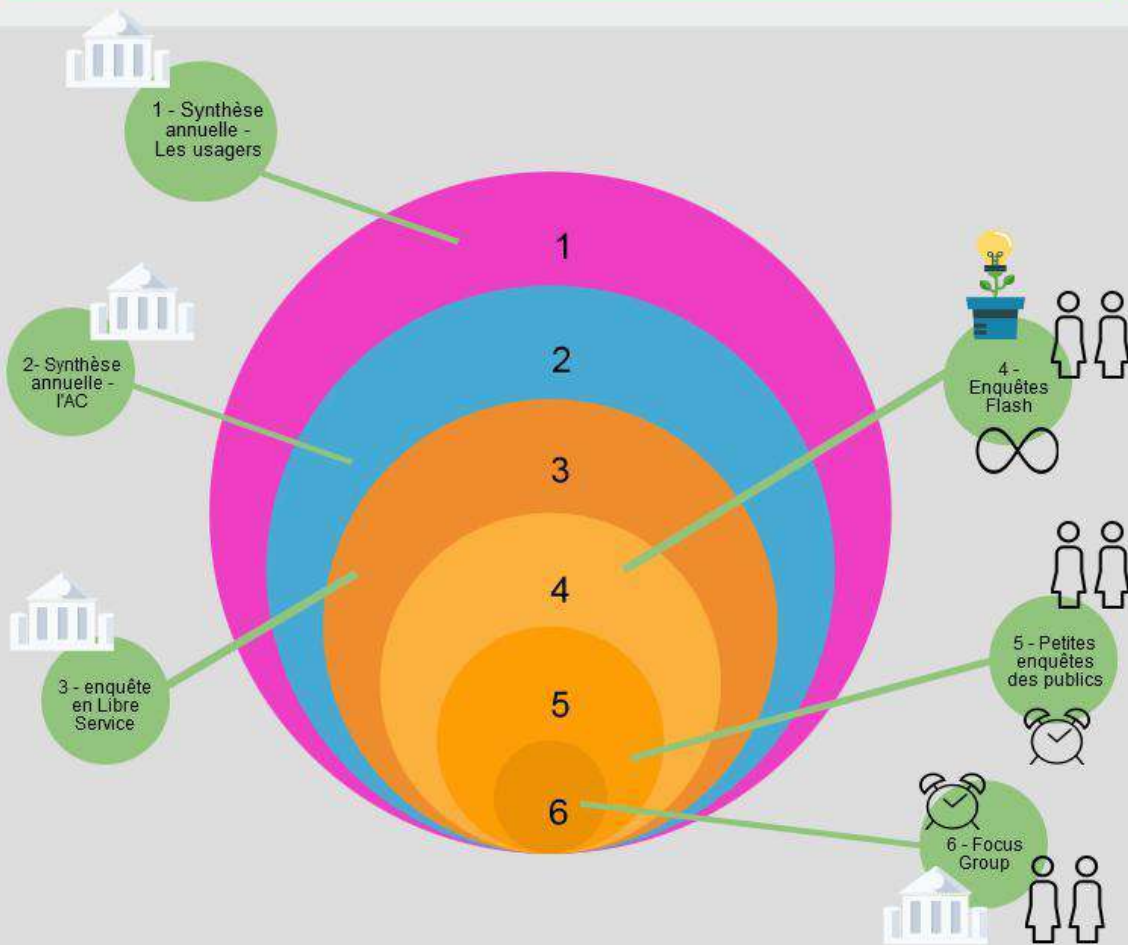 1 - Synthèse
annuelle -
Les usagers
2- Synthèse
annuelle -
l'AC
3 - enquête
en Libre
Service
1
2
3
4
5
6
4 -
Enquêtes
Flash
5 - Petites
enquêtes
des publics
6 - Focus
Group